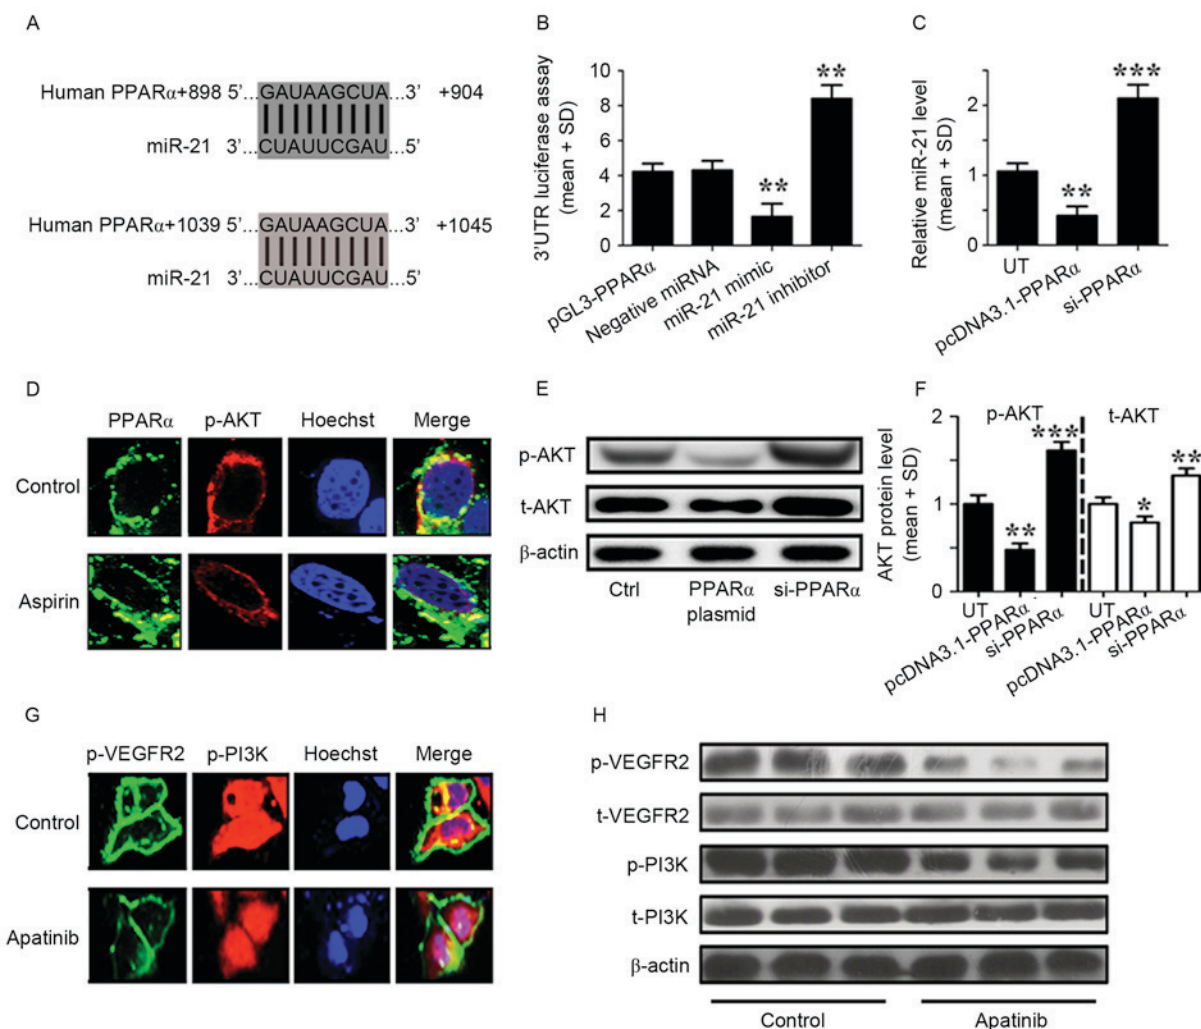 A
Human PPARα+898 5’...GAUAAGCUA...3’ +904
miR-21 3’...CUAUUCGAU...5’
Human PPARα+1039 5’...GAUAAGCUA...3’ +1045
miR-21 3’...CUAUUCGAU...5’
B
3’UTR luciferase assay
(mean + SD)
10
8
6
4
2
0
**
**
pGL3-PPARα
Negative miRNA
miR-21 mimic
miR-21 inhibitor
C
Relative miR-21 level
(mean + SD)
2
1
0
**
***
UT
pcDNA3.1-PPARα
si-PPARα
D
PPARα p-AKT Hoechst Merge
Control
Aspirin
E
p-AKT
t-AKT
β-actin
Ctrl PPARα si-PPARα
plasmid
F
AKT protein level
(mean + SD)
2
1
0
p-AKT t-AKT
**
***
*
**
UT
pcDNA3.1-PPARα
si-PPARα
UT
pcDNA3.1-PPARα
si-PPARα
G
p-VEGFR2 p-PI3K Hoechst Merge
Control
Apatinib
H
p-VEGFR2
t-VEGFR2
p-PI3K
t-PI3K
β-actin
Control Apatinib